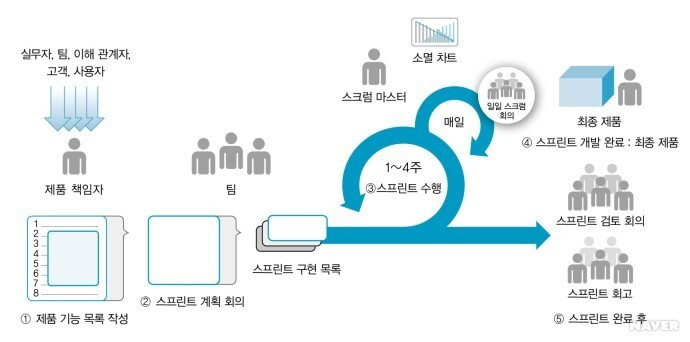 실무자, 팀, 이해 관계자,
고객, 사용자
제품 책임자
1
2
3
4
5
6
7
8
① 제품 기능 목록 작성
팀
② 스프린트 계획 회의
스프린트 구현 목록
스크럼 마스터
소멸 차트
매일
일일 스크럼
회의
1~4주
③스프린트 수행
최종 제품
④ 스프린트 개발 완료 : 최종 제품
스프린트 검토 회의
스프린트 회고
⑤ 스프린트 완료 후
NAVER